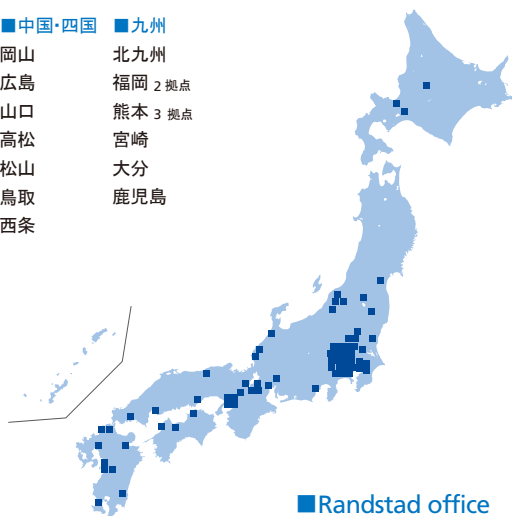 ■中国・四国
岡山
広島
山口
高松
松山
鳥取
西条
■九州
北九州
福岡 2 拠点
熊本 3 拠点
宮崎
大分
鹿児島
■Randstad office